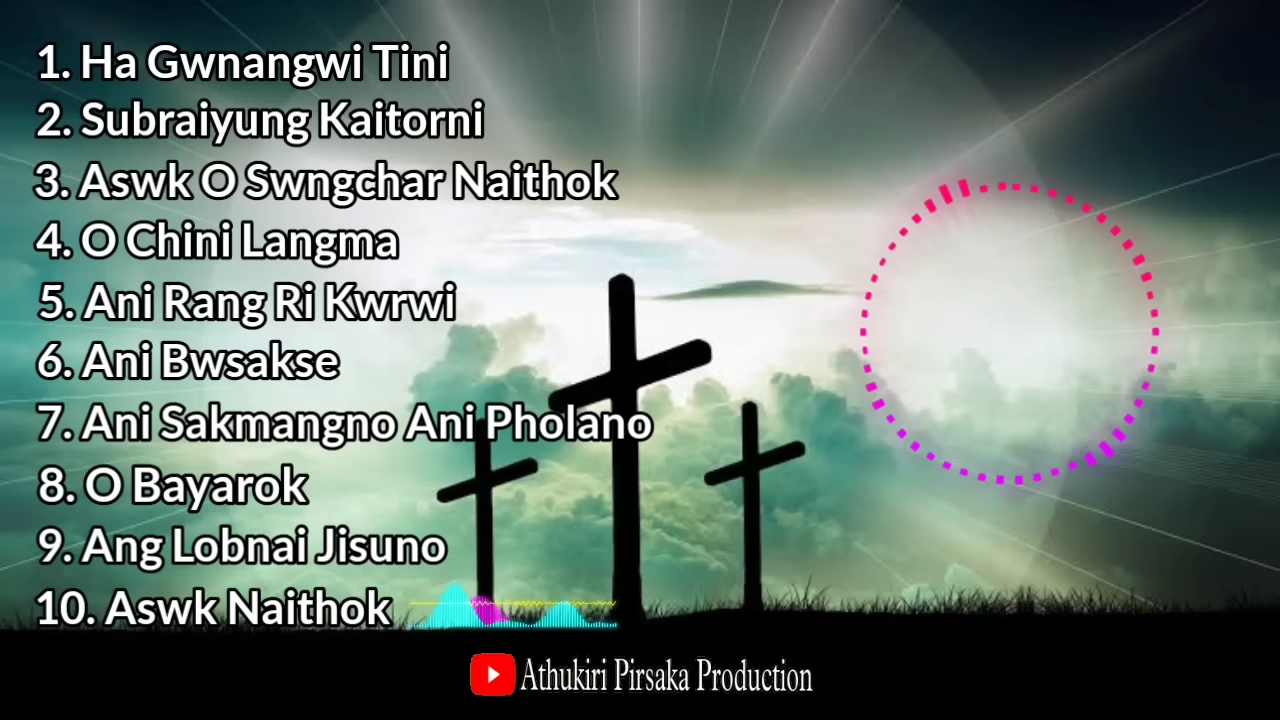 1. Ha Gwnangwi Tini
2. Subraiyung Kaitorni
3. Aswk O Swngchar Naithok
4. O Chini Langma
5. Ani Rang Ri Kwrwi
6. Ani Bwsakse
7. Ani Sakmangno Ani Pholano
8. O Bayarok
9. Ang Lobnai Jisuno
10. Aswk Naithok
Athukiri Pirsaka Production